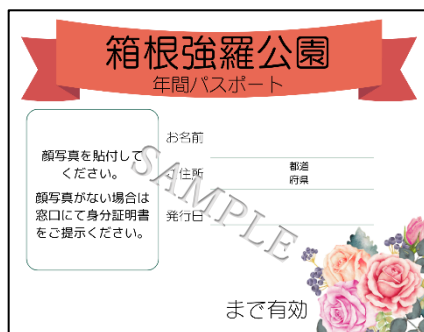 箱根強羅公園
年間パスポート
顔写真を貼付して
ください。
顔写真がない場合は
窓口にて身分証明書
をご提示ください。
お名前
ご住所
都道
府県
発行日
SAMPLE
まで有効